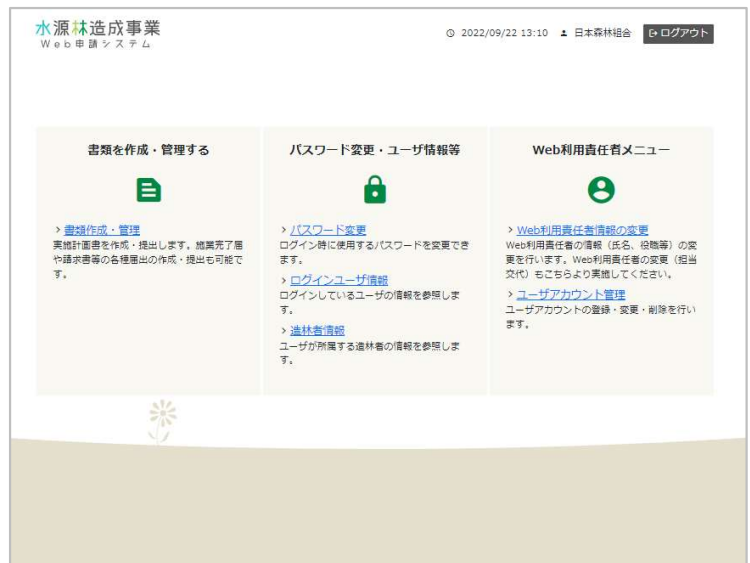 水源林造成事業
Web申請システム
2022/09/22 13:10 日本森林組合 ログアウト
書類を作成・管理する
> 書類作成・管理
実施計画書を作成・提出します。施業完了届
や請求書等の各種届出の作成・提出も可能で
す。
パスワード変更・ユーザ情報等
> パスワード変更
ログイン時に使用するパスワードを変更でき
ます。
> ログインユーザ情報
ログインしているユーザの情報を参照しま
す。
> 造林者情報
ユーザが所属する造林者の情報を参照しま
す。
Web利用責任者メニュー
> Web利用責任者情報の変更
Web利用責任者の情報（氏名、役職等）の変
更を行います。Web利用責任者の変更（担当
交代）もこちらより実施してください。
> ユーザアカウント管理
ユーザアカウントの登録・変更・削除を行い
ます。